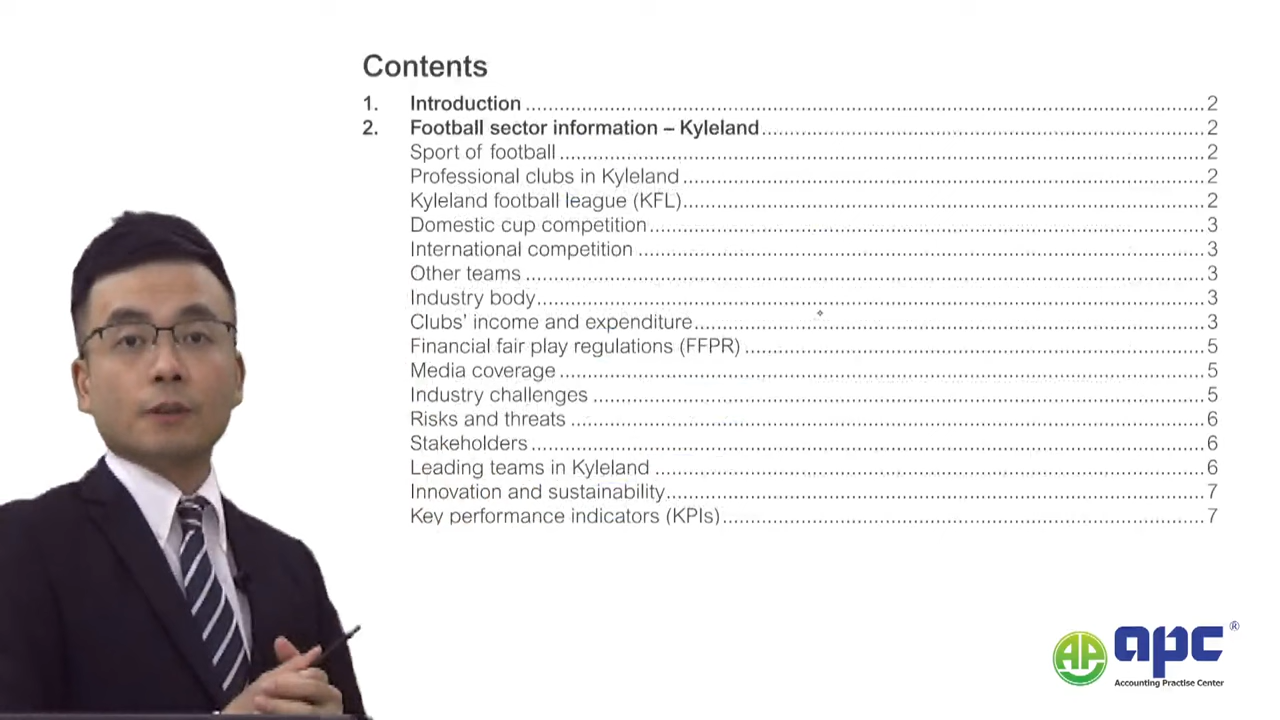 Contents
1. Introduction 2
2. Football sector information – Kyleland 2
Sport of football 2
Professional clubs in Kyleland 2
Kyleland football league (KFL) 2
Domestic cup competition 3
International competition 3
Other teams 3
Industry body 3
Clubs’ income and expenditure 3
Financial fair play regulations (FFPR) 5
Media coverage 5
Industry challenges 5
Risks and threats 6
Stakeholders 6
Leading teams in Kyleland 6
Innovation and sustainability 7
Key performance indicators (KPIs) 7
AP apc ®
Accounting Practise Center